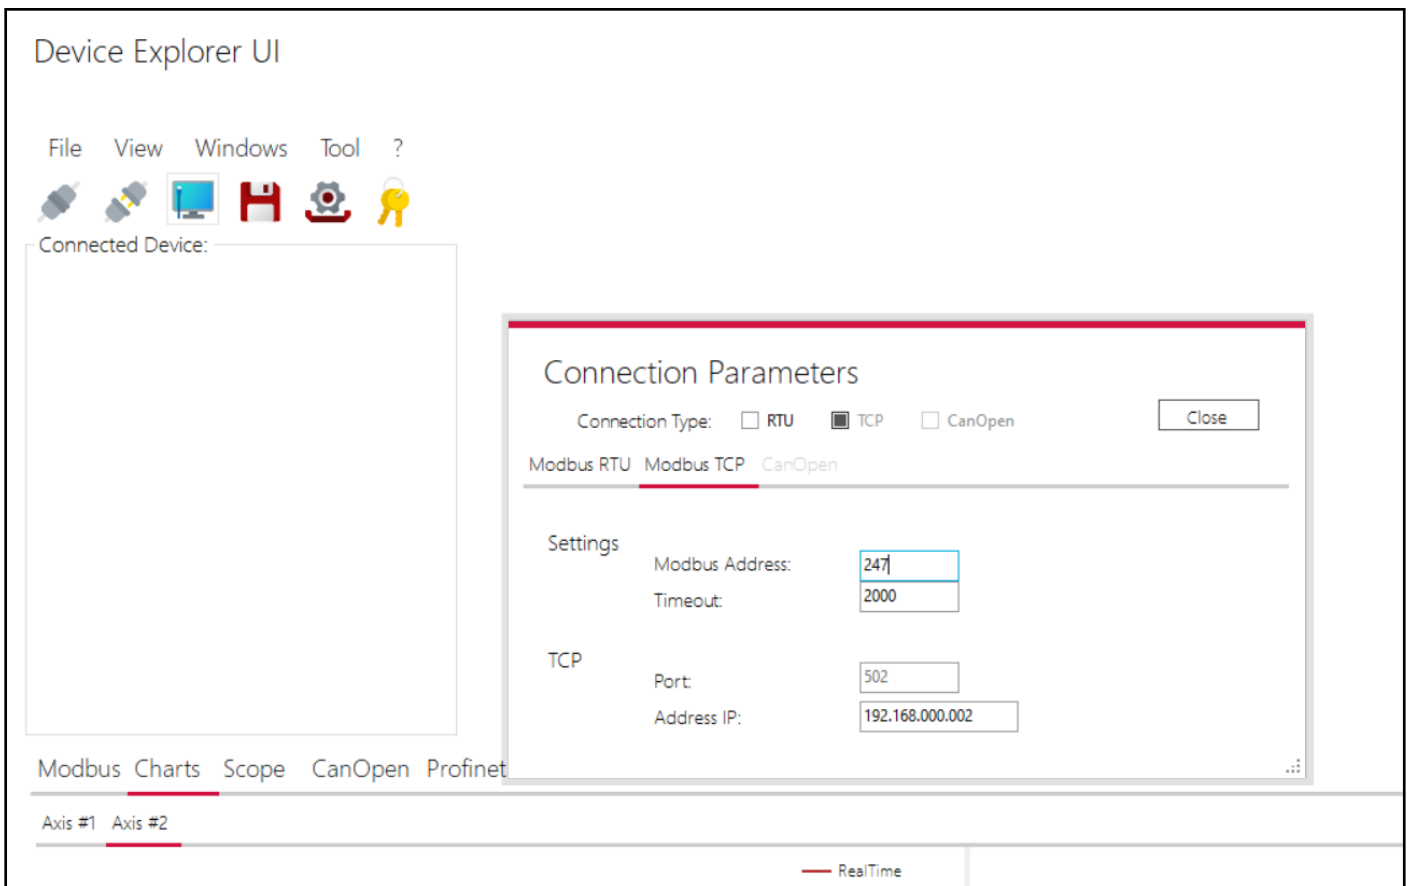 Device Explorer UI
File View Windows Tool ?
Connected Device:
Connection Parameters
Connection Type: RTU TCP CanOpen Close
Modbus RTU Modbus TCP CanOpen
Settings
Modbus Address: 247
Timeout: 2000
TCP
Port: 502
Address IP: 192.168.000.002
Modbus Charts Scope CanOpen Profinet
Axis #1 Axis #2
RealTime